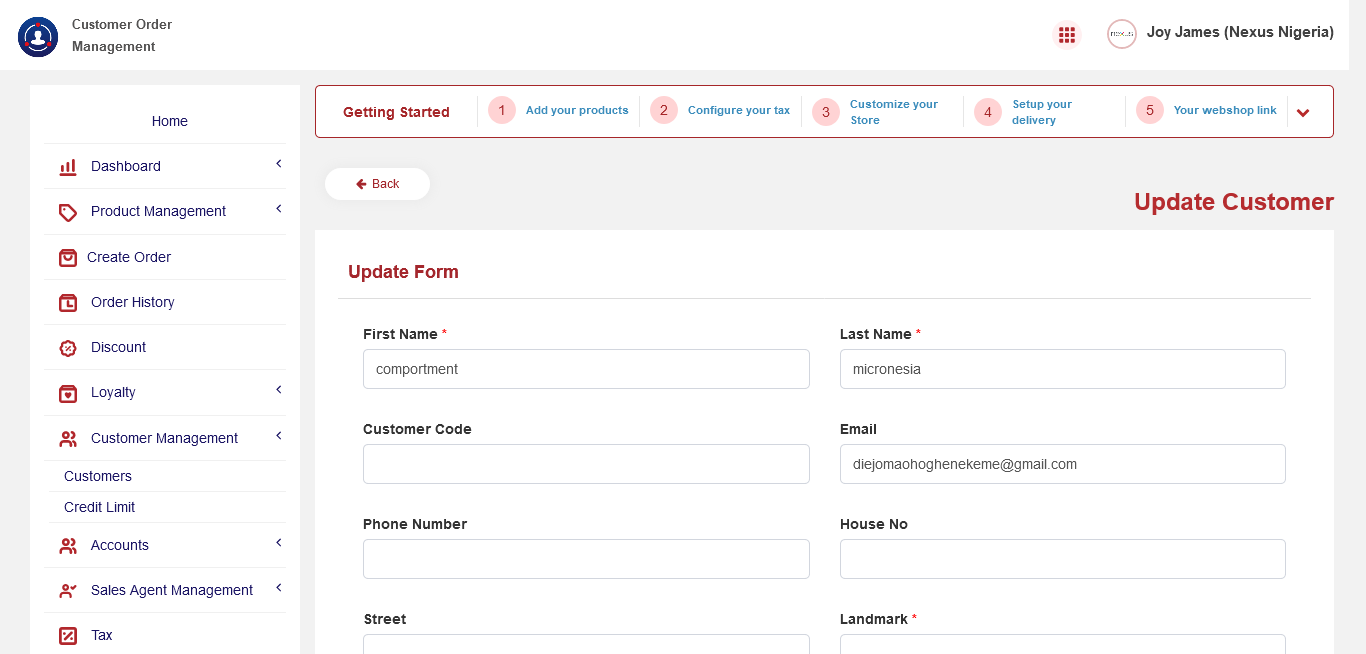 Customer Order
Management
nexus
Joy James (Nexus Nigeria)
Home
Dashboard
Product Management
Create Order
Order History
Discount
Loyalty
Customer Management
Customers
Credit Limit
Accounts
Sales Agent Management
Tax
Getting Started
1
Add your products
2
Configure your tax
3
Customize your
Store
4
Setup your
delivery
5
Your webshop link
Back
Update Customer
Update Form
First Name *
Last Name *
comportment
micronesia
Customer Code
Email
diejomaohoghenekeme@gmail.com
Phone Number
House No
Street
Landmark *